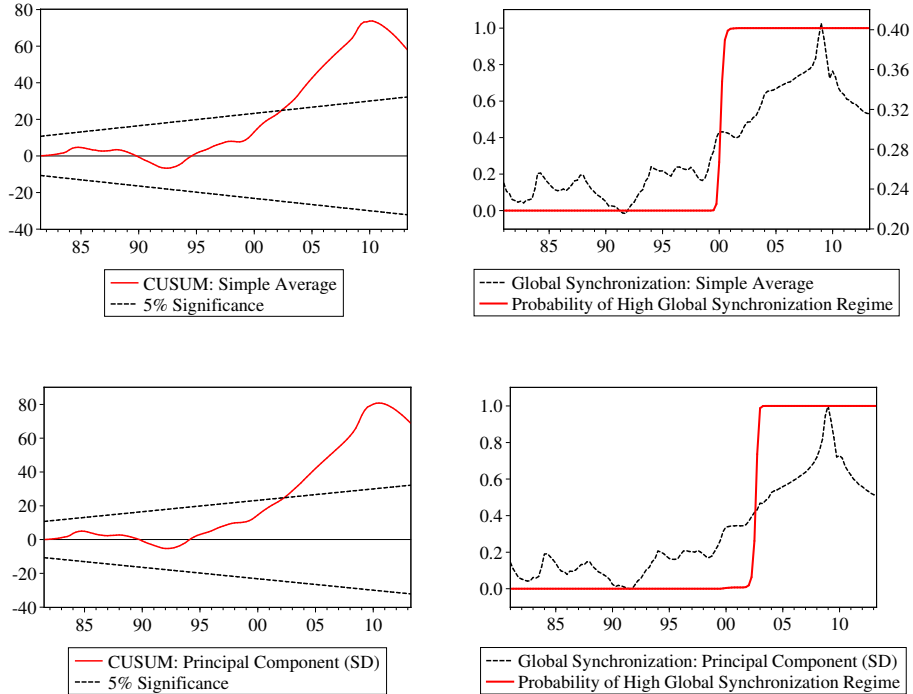 80
60
40
20
0
-20
-40
85 90 95 00 05 10
CUSUM: Simple Average
5% Significance
1.0
0.8
0.6
0.4
0.2
0.0
0.40
0.36
0.32
0.28
0.24
0.20
85 90 95 00 05 10
Global Synchronization: Simple Average
Probability of High Global Synchronization Regime
80
60
40
20
0
-20
-40
85 90 95 00 05 10
CUSUM: Principal Component (SD)
5% Significance
1.0
0.8
0.6
0.4
0.2
0.0
85 90 95 00 05 10
Global Synchronization: Principal Component (SD)
Probability of High Global Synchronization Regime